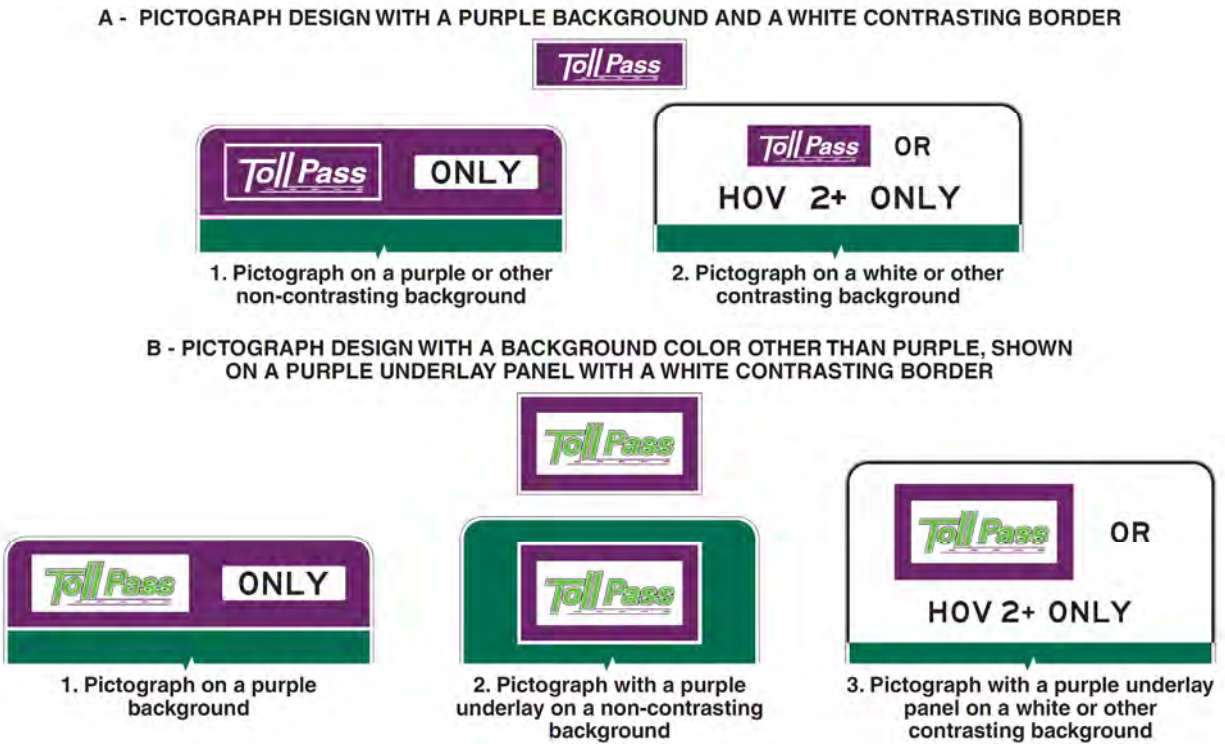 A - PICTOGRAPH DESIGN WITH A PURPLE BACKGROUND AND A WHITE CONTRASTING BORDER
Toll Pass
Toll Pass
ONLY
Toll Pass OR
HOV 2+ ONLY
1. Pictograph on a purple or other
non-contrasting background
2. Pictograph on a white or other
contrasting background
B - PICTOGRAPH DESIGN WITH A BACKGROUND COLOR OTHER THAN PURPLE, SHOWN
ON A PURPLE UNDERLAY PANEL WITH A WHITE CONTRASTING BORDER
Toll Pass
Toll Pass
ONLY
Toll Pass
Toll Pass OR
HOV 2+ ONLY
1. Pictograph on a purple
background
2. Pictograph with a purple
underlay on a non-contrasting
background
3. Pictograph with a purple underlay
panel on a white or other
contrasting background